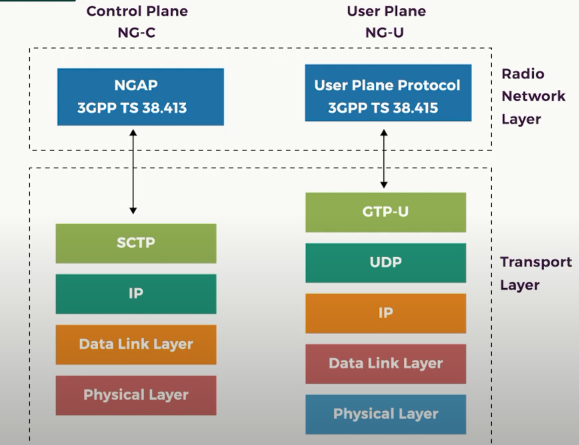 Control Plane
NG-C
User Plane
NG-U
NGAP
3GPP TS 38.413
User Plane Protocol
3GPP TS 38.415
Radio
Network
Layer
SCTP
IP
Data Link Layer
Physical Layer
GTP-U
UDP
IP
Data Link Layer
Physical Layer
Transport
Layer